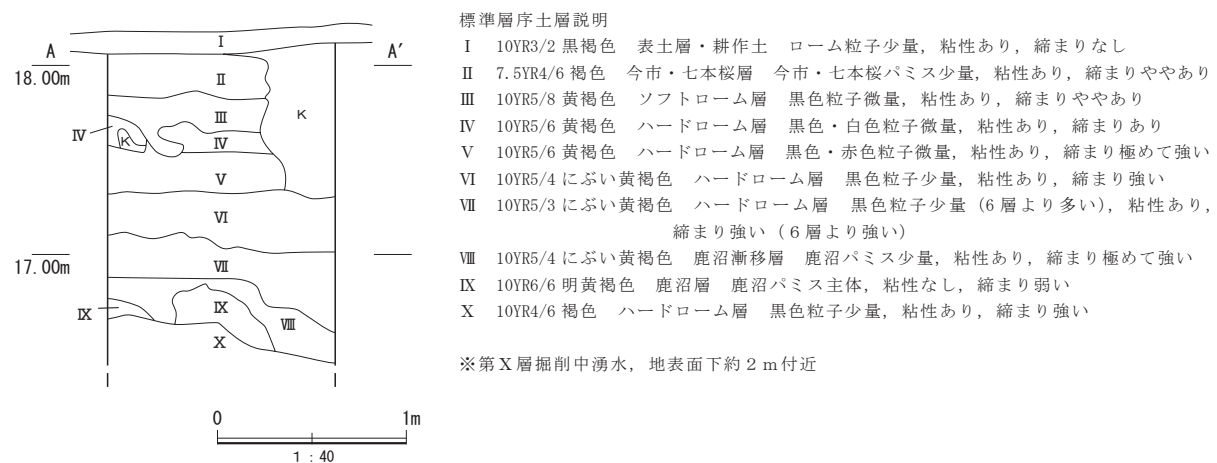 標準層序土層説明
Ⅰ 10YR3/2 黒褐色 表土層・耕作土 ローム粒子少量，粘性あり，締まりなし
Ⅱ 7.5YR4/6 褐色 今市・七本桜層 今市・七本桜パミス少量，粘性あり，締まりややあり
Ⅲ 10YR5/8 黄褐色 ソフトローム層 黒色粒子微量，粘性あり，締まりややあり
Ⅳ 10YR5/6 黄褐色 ハードローム層 黒色・白色粒子微量，粘性あり，締まりあり
Ⅴ 10YR5/6 黄褐色 ハードローム層 黒色・赤色粒子微量，粘性あり，締まり極めて強い
Ⅵ 10YR5/4 にぶい黄褐色 ハードローム層 黒色粒子少量，粘性あり，締まり強い
Ⅶ 10YR5/3 にぶい黄褐色 ハードローム層 黒色粒子少量（6層より多い），粘性あり，
締まり強い（６層より強い）
Ⅷ 10YR5/4 にぶい黄褐色 鹿沼漸移層 鹿沼パミス少量，粘性あり，締まり極めて強い
Ⅸ 10YR6/6 明黄褐色 鹿沼層 鹿沼パミス主体，粘性なし，締まり弱い
Ⅹ 10YR4/6 褐色 ハードローム層 黒色粒子少量，粘性あり，締まり強い
※第Ⅹ層掘削中湧水，地表面下約２ｍ付近
A
Ⅰ
A′
18.00m
Ⅱ
K
Ⅲ
Ⅳ
K
Ⅳ
Ⅴ
Ⅵ
17.00m
Ⅶ
Ⅸ
Ⅸ
Ⅷ
Ⅹ
0 1m
1 : 40